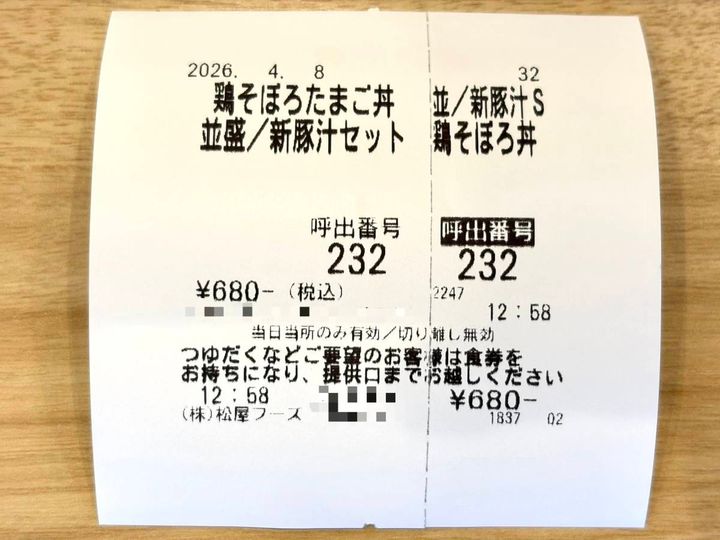 2026. 4. 8
32
鶏そぼろたまご丼
並盛／新豚汁セット
並／新豚汁S
鶏そぼろ丼
呼出番号
232
呼出番号
232
¥680-（税込）
2247
12：58
当日当所のみ有効／切り離し無効
つゆだくなどご要望のお客様は食券を
お持ちになり、提供口までお越しください
12：58
¥680-
(株)松屋フーズ
1837 02